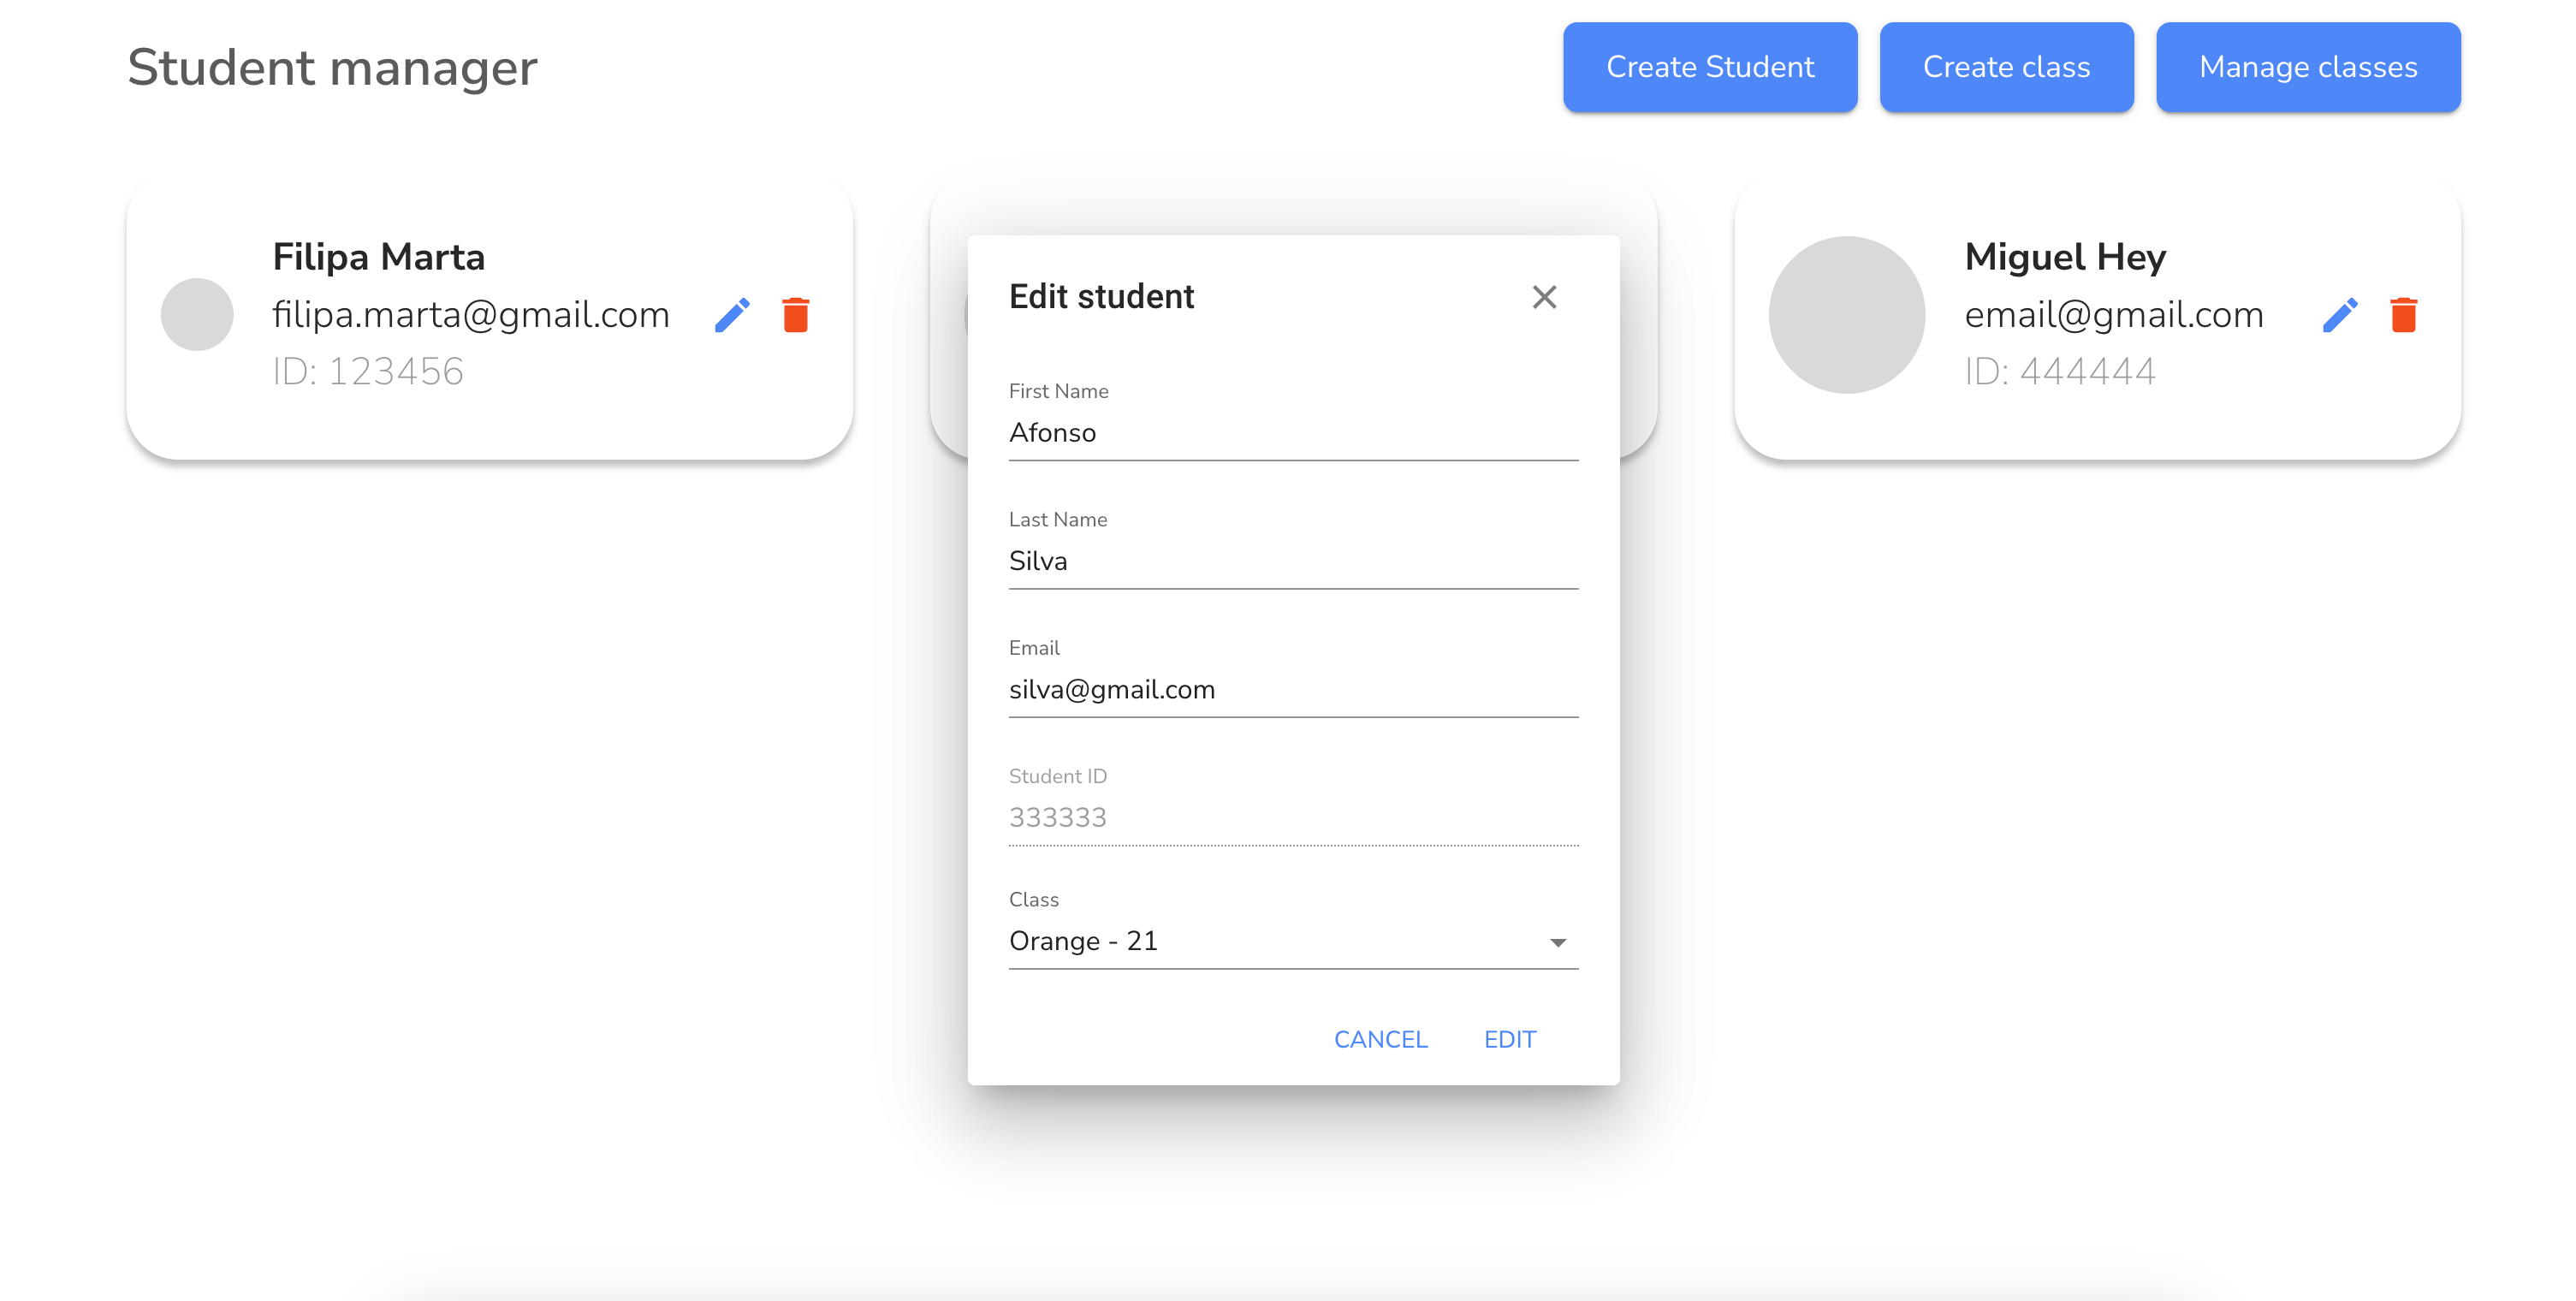 Student manager
Create Student
Create class
Manage classes
Filipa Marta
filipa.marta@gmail.com
ID: 123456
Edit student
First Name
Afonso
Last Name
Silva
Email
silva@gmail.com
Student ID
333333
Class
Orange - 21
CANCEL
EDIT
Miguel Hey
email@gmail.com
ID: 444444